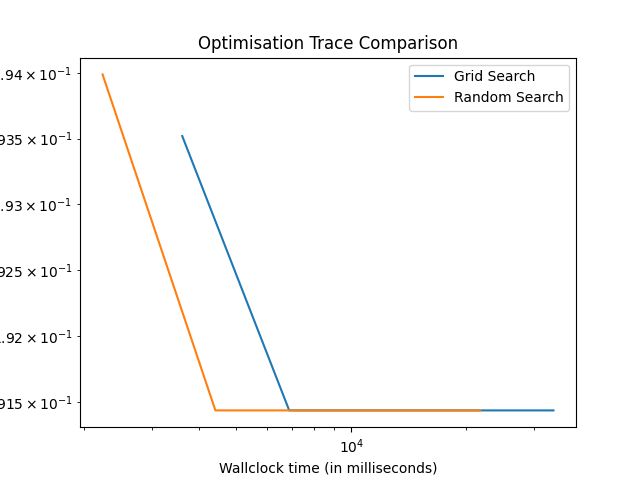 Optimisation Trace Comparison
Grid Search
Random Search
.94 × 10⁻¹
935 × 10⁻¹
.93 × 10⁻¹
925 × 10⁻¹
.92 × 10⁻¹
915 × 10⁻¹
10⁴
Wallclock time (in milliseconds)